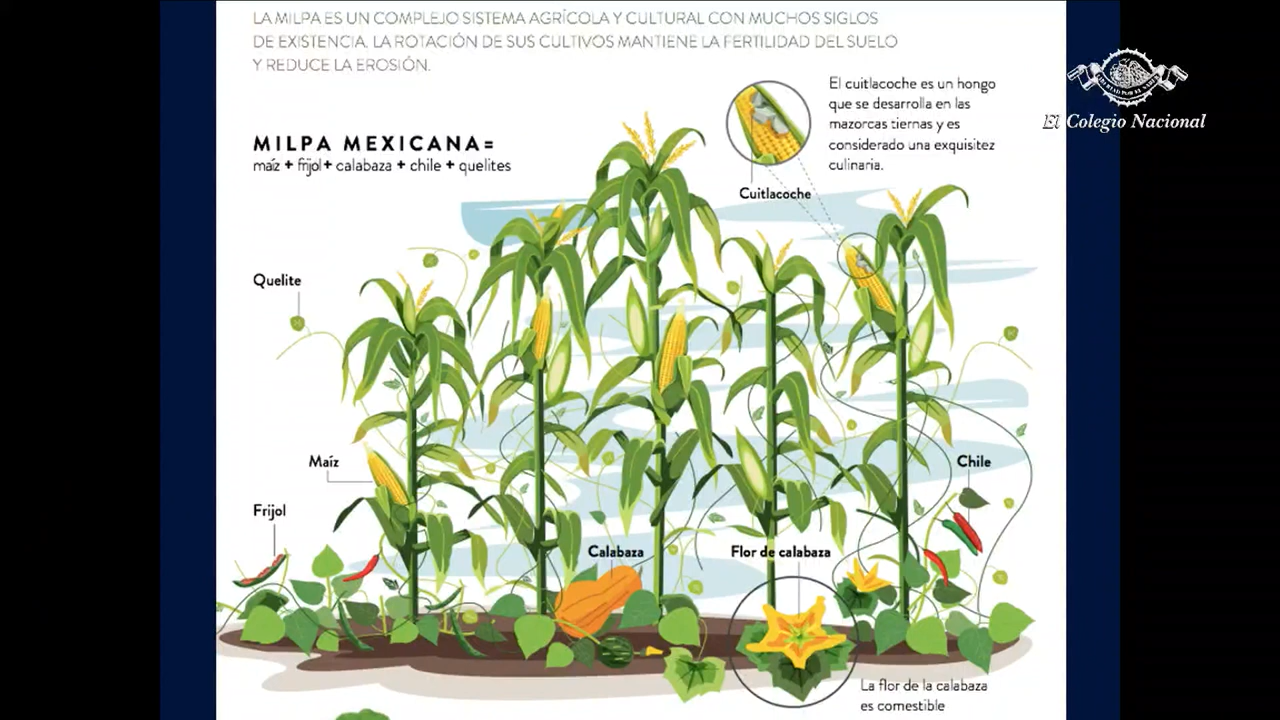 LA MILPA ES UN COMPLEJO SISTEMA AGRÍCOLA Y CULTURAL CON MUCHOS SIGLOS
DE EXISTENCIA. LA ROTACIÓN DE SUS CULTIVOS MANTIENE LA FERTILIDAD DEL SUELO
Y REDUCE LA EROSIÓN.
MILPA MEXICANA=
maíz + frijol + calabaza + chile + quelites
El cuitlacoche es un hongo
que se desarrolla en las
mazorcas tiernas y es
considerado una exquisitez
culinaria.
El Colegio Nacional
Cuitlacoche
Quelite
Maíz
Chile
Frijol
Calabaza
Flor de calabaza
La flor de la calabaza
es comestible